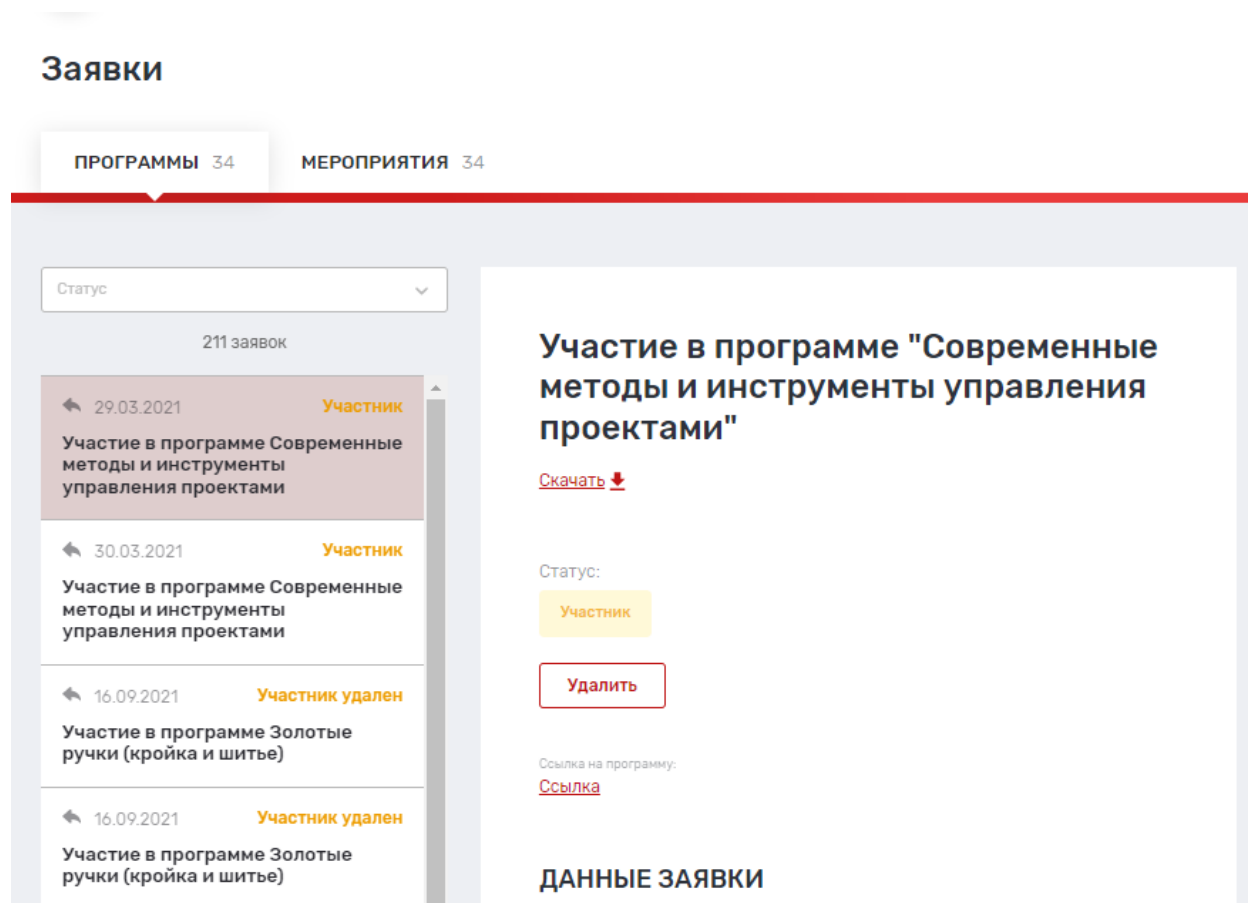 Заявки
ПРОГРАММЫ 34 МЕРОПРИЯТИЯ 34
Статус
211 заявок
29.03.2021 Участник
Участие в программе Современные
методы и инструменты
управления проектами
30.03.2021 Участник
Участие в программе Современные
методы и инструменты
управления проектами
16.09.2021 Участник удален
Участие в программе Золотые
ручки (кройка и шитье)
16.09.2021 Участник удален
Участие в программе Золотые
ручки (кройка и шитье)
Участие в программе "Современные
методы и инструменты управления
проектами"
Скачать
Статус:
Участник
Удалить
Ссылка на программу:
Ссылка
ДАННЫЕ ЗАЯВКИ